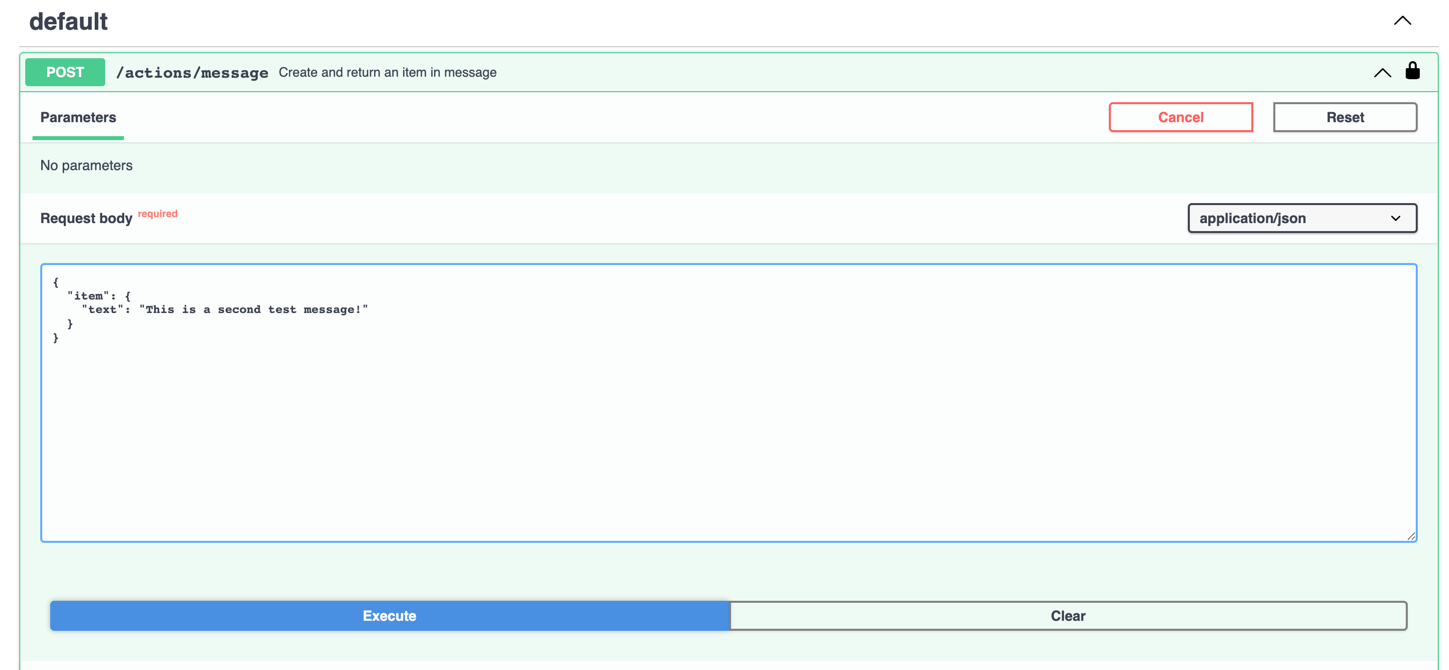 default
POST /actions/message Create and return an item in message
Parameters Cancel Reset
No parameters
Request body required application/json
{
  "item": {
    "text": "This is a second test message!"
  }
}
Execute Clear